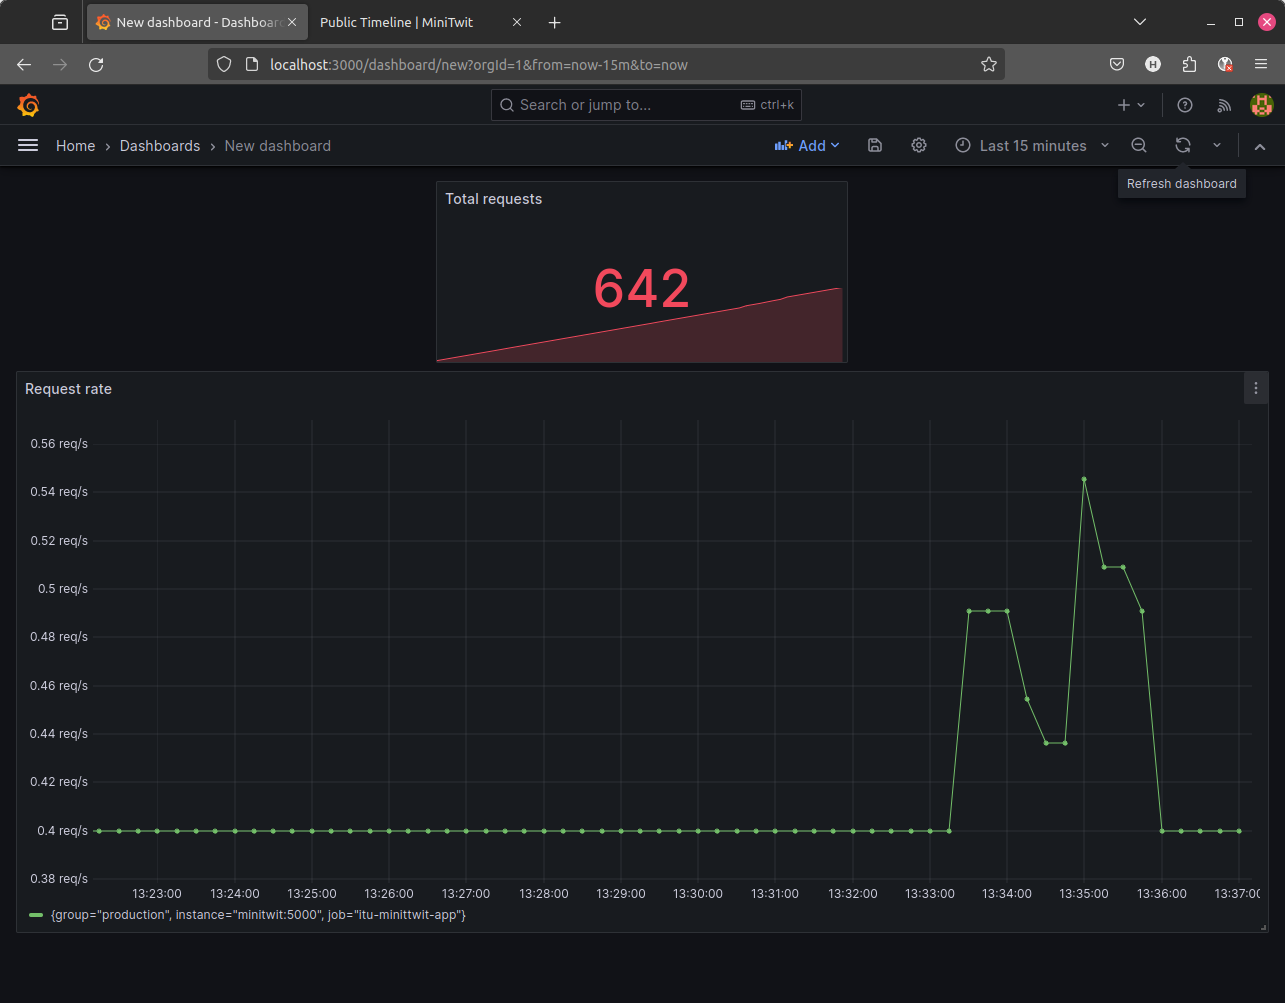 New dashboard - Dashboard
Public Timeline | MiniTwit
localhost:3000/dashboard/new?orgId=1&from=now-15m&to=now
H
Search or jump to...
ctrl+k
Home › Dashboards › New dashboard
Add
Last 15 minutes
Refresh dashboard
Total requests
642
Request rate
0.56 req/s
0.54 req/s
0.52 req/s
0.5 req/s
0.48 req/s
0.46 req/s
0.44 req/s
0.42 req/s
0.4 req/s
0.38 req/s
13:23:00 13:24:00 13:25:00 13:26:00 13:27:00 13:28:00 13:29:00 13:30:00 13:31:00 13:32:00 13:33:00 13:34:00 13:35:00 13:36:00 13:37:00
{group="production", instance="minitwit:5000", job="itu-minittwit-app"}